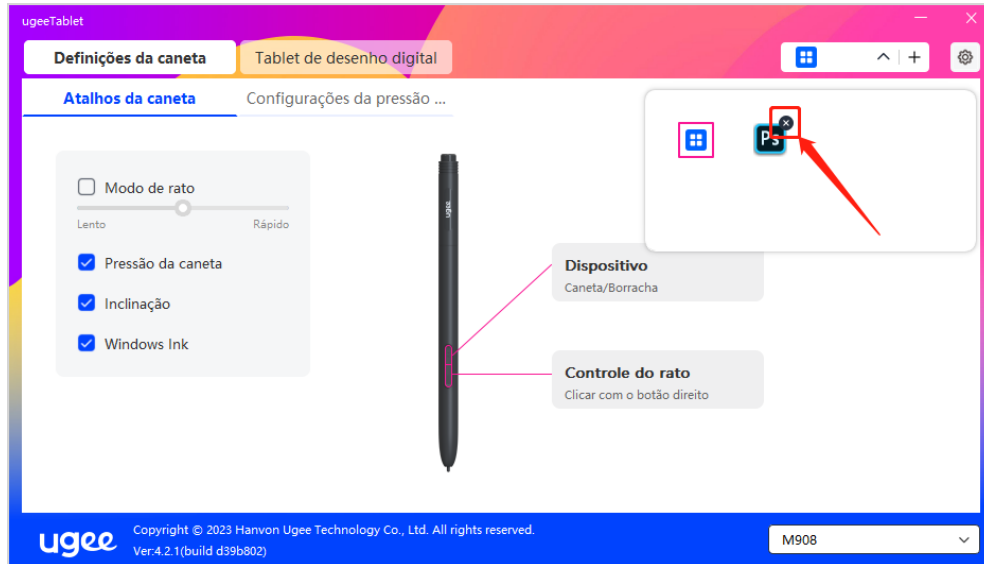 ugeeTablet
Definições da caneta
Tablet de desenho digital
Atalhos da caneta
Configurações da pressão ...
Ps
Modo de rato
Lento
Rápido
Pressão da caneta
Inclinação
Windows Ink
ugee
Dispositivo
Caneta/Borracha
Controle do rato
Clicar com o botão direito
ugee
Copyright © 2023 Hanvon Ugee Technology Co., Ltd. All rights reserved.
Ver:4.2.1(build d39b802)
M908